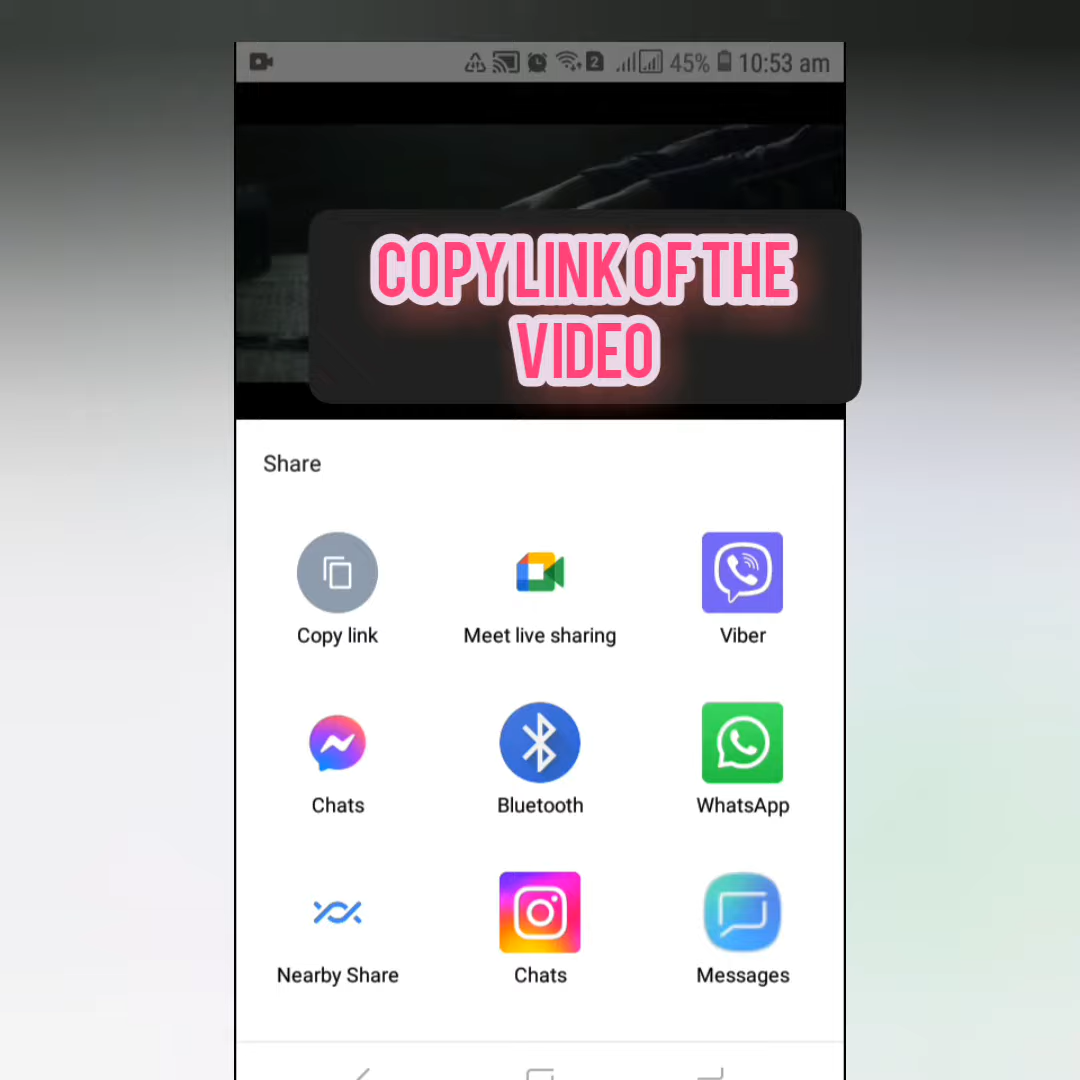 2 45% 10:53 am
COPY LINK OF THE
VIDEO
Share
Copy link Meet live sharing Viber
Chats Bluetooth WhatsApp
Nearby Share Chats Messages